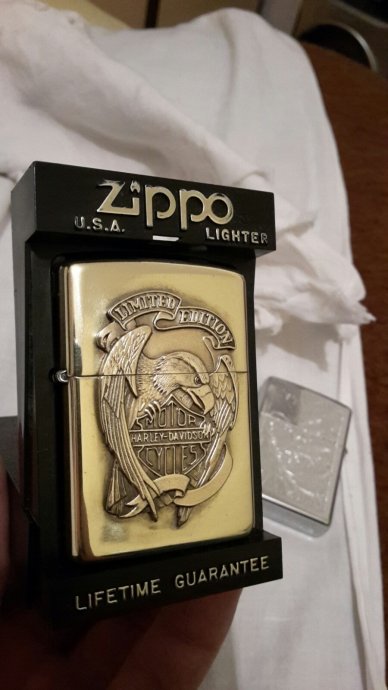 Zippo
U.S.A. LIGHTER
LIMITED EDITION
MOTOR
HARLEY-DAVIDSON
CYCLES
LIFETIME GUARANTEE